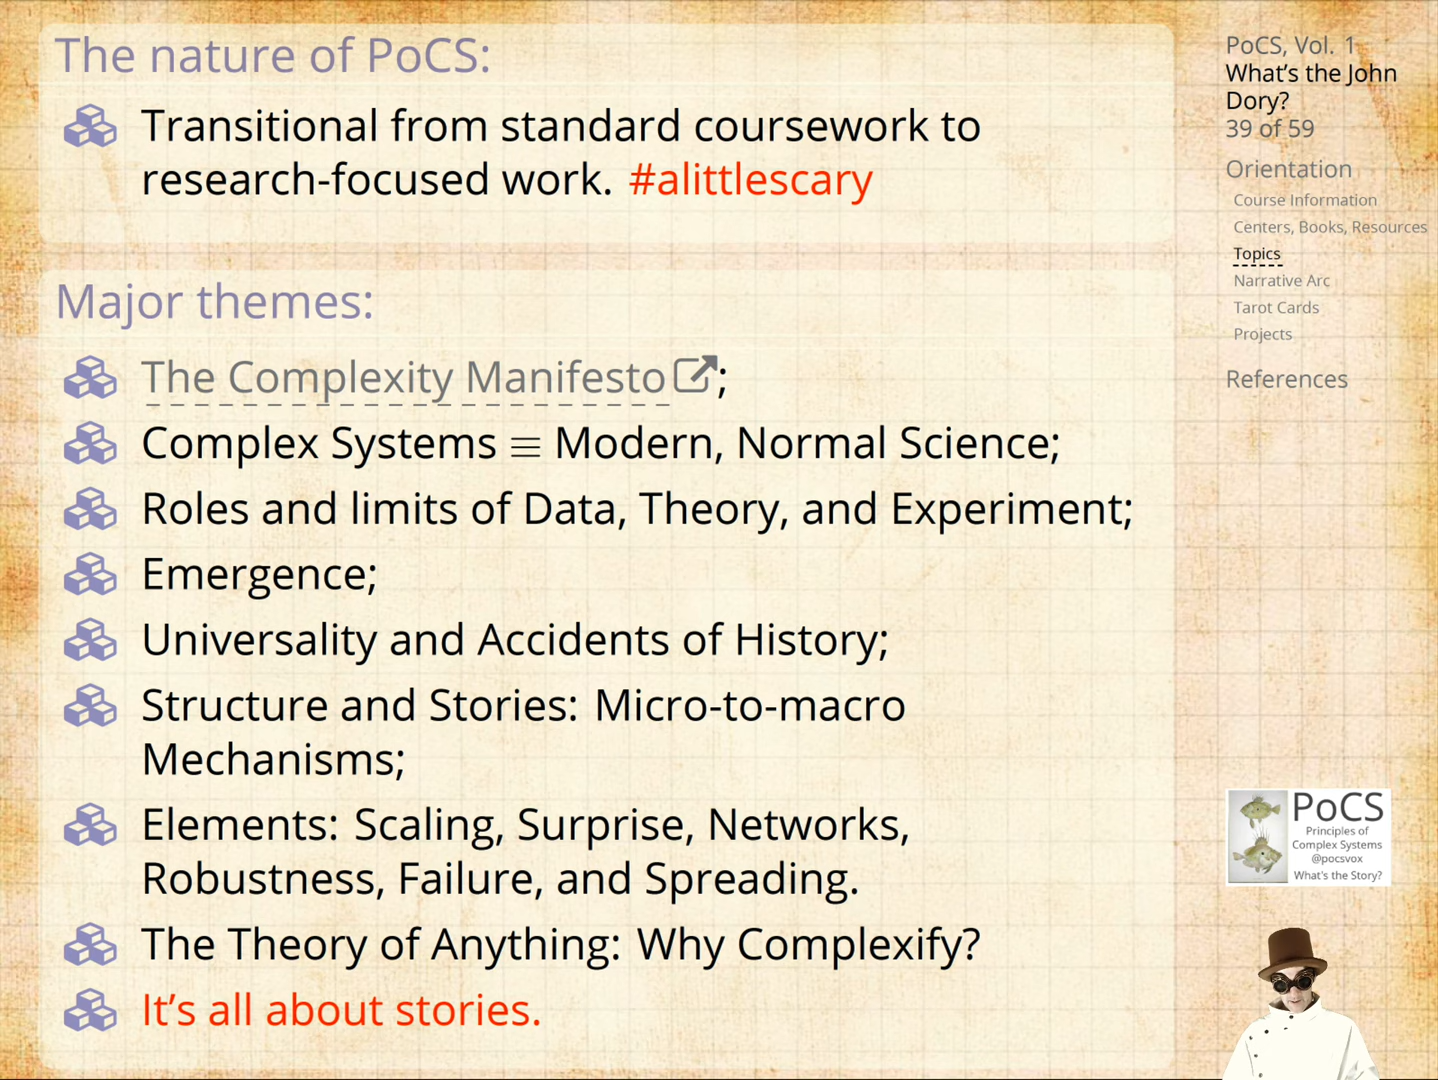 The nature of PoCS:
Transitional from standard coursework to
research-focused work. #alittlescary
Major themes:
The Complexity Manifesto;
Complex Systems ≡ Modern, Normal Science;
Roles and limits of Data, Theory, and Experiment;
Emergence;
Universality and Accidents of History;
Structure and Stories: Micro-to-macro
Mechanisms;
Elements: Scaling, Surprise, Networks,
Robustness, Failure, and Spreading.
The Theory of Anything: Why Complexify?
It's all about stories.
PoCS, Vol. 1
What's the John
Dory?
39 of 59
Orientation
Course Information
Centers, Books, Resources
Topics
Narrative Arc
Tarot Cards
Projects
References
PoCS
Principles of
Complex Systems
@pocsvox
What's the Story?